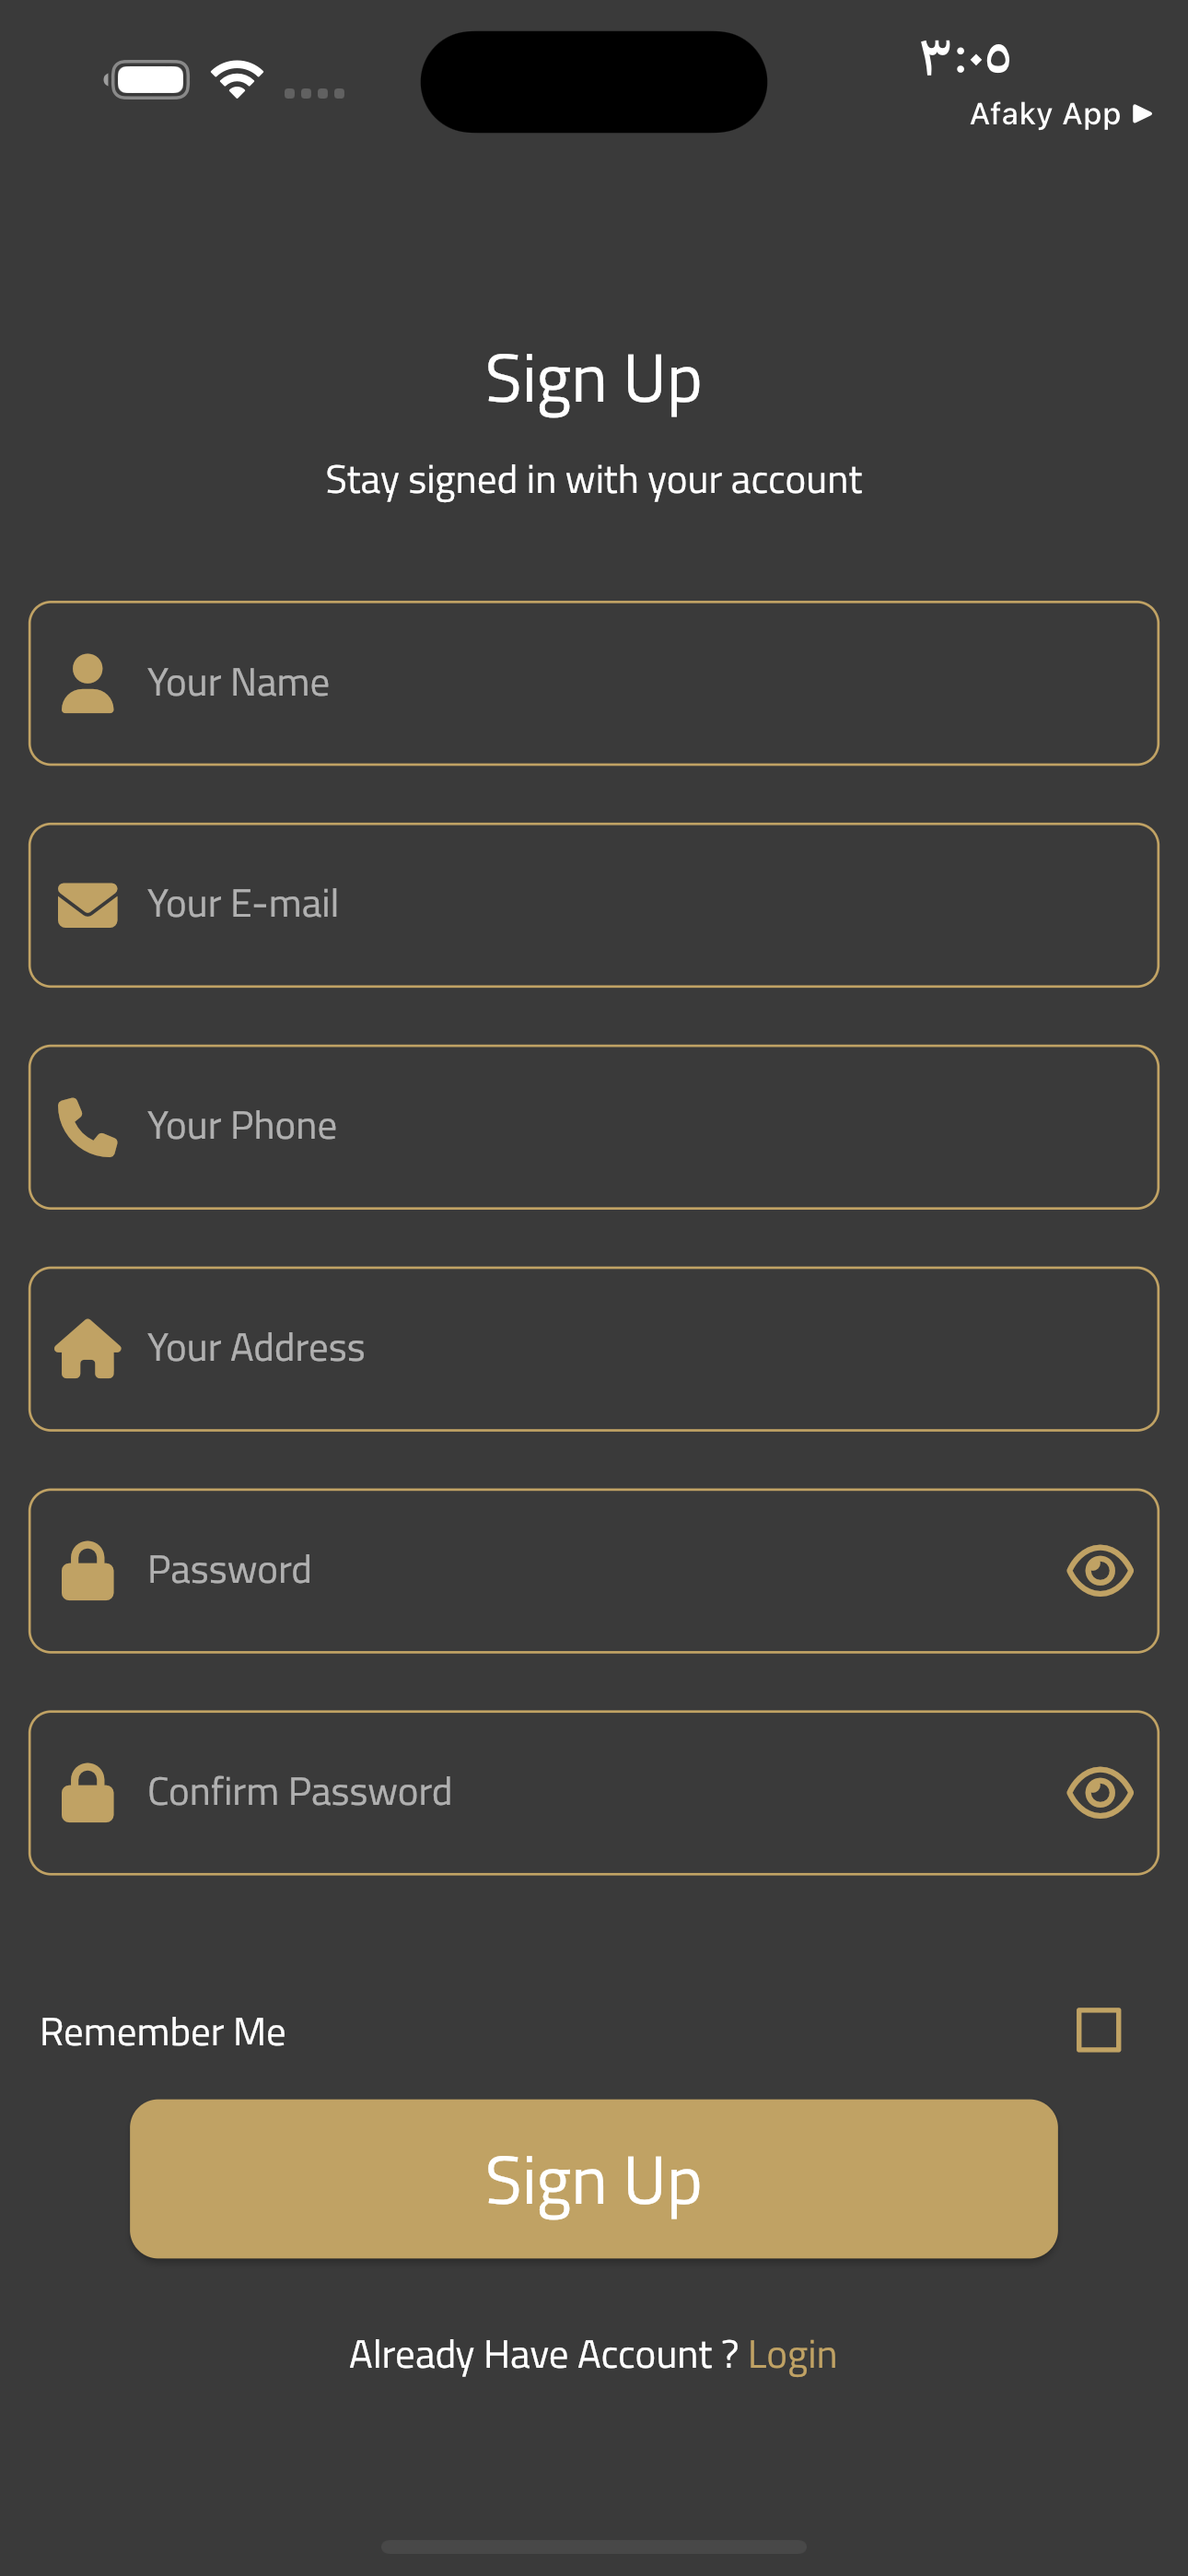 ٣:٠٥
Afaky App
Sign Up
Stay signed in with your account
Your Name
Your E-mail
Your Phone
Your Address
Password
Confirm Password
Remember Me
Sign Up
Already Have Account ? Login